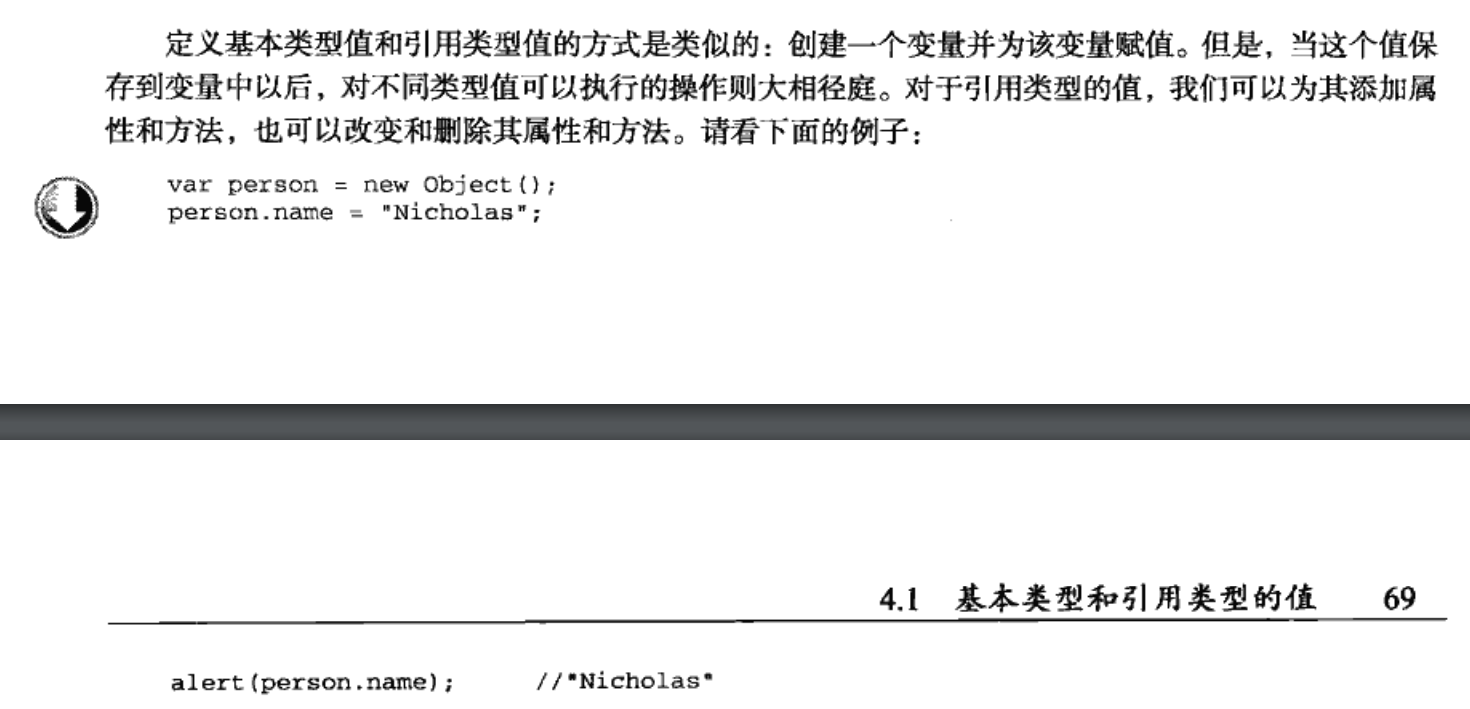 定义基本类型值和引用类型值的方式是类似的：创建一个变量并为该变量赋值。但是，当这个值保
存到变量中以后，对不同类型值可以执行的操作则大相径庭。对于引用类型的值，我们可以为其添加属
性和方法，也可以改变和删除其属性和方法。请看下面的例子：
var person = new Object();
person.name = "Nicholas";
4.1 基本类型和引用类型的值 69
alert(person.name); //"Nicholas"